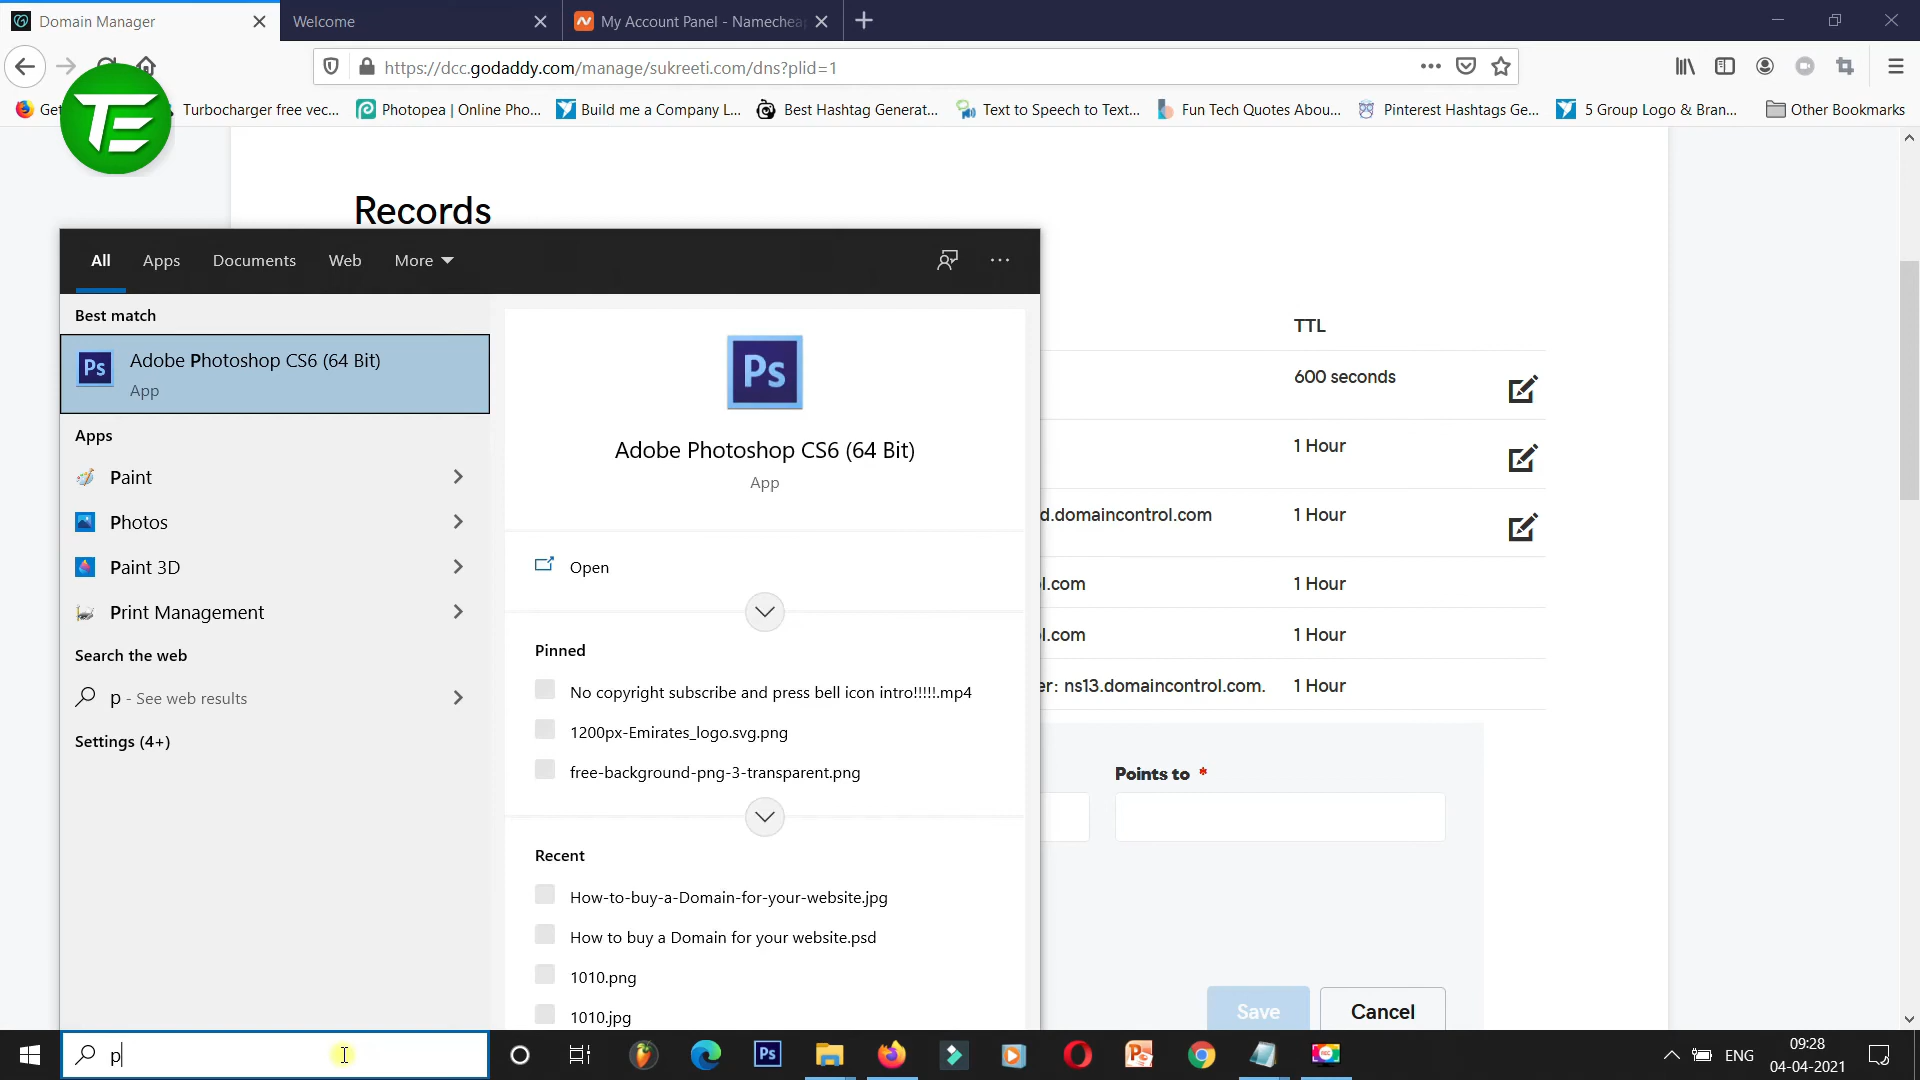 Domain Manager
Welcome
My Account Panel - Namecheap
https://dcc.godaddy.com/manage/sukreeti.com/dns?plid=1
Get
Turbocharger free vec...
Photopea | Online Pho...
Build me a Company L...
Best Hashtag Generat...
Text to Speech to Text...
Fun Tech Quotes Abou...
Pinterest Hashtags Ge...
5 Group Logo & Bran...
Other Bookmarks
TE
Records
All
Apps
Documents
Web
More
Best match
Adobe Photoshop CS6 (64 Bit)
App
Apps
Paint
Photos
Paint 3D
Print Management
Search the web
p - See web results
Settings (4+)
Ps
Adobe Photoshop CS6 (64 Bit)
App
Open
Pinned
No copyright subscribe and press bell icon intro!!!!!.mp4
1200px-Emirates_logo.svg.png
free-background-png-3-transparent.png
Recent
How-to-buy-a-Domain-for-your-website.jpg
How to buy a Domain for your website.psd
1010.png
1010.jpg
TTL
600 seconds
1 Hour
d.domaincontrol.com 1 Hour
l.com 1 Hour
l.com 1 Hour
er: ns13.domaincontrol.com. 1 Hour
Points to *
Save
Cancel
p
ENG
09:28
04-04-2021